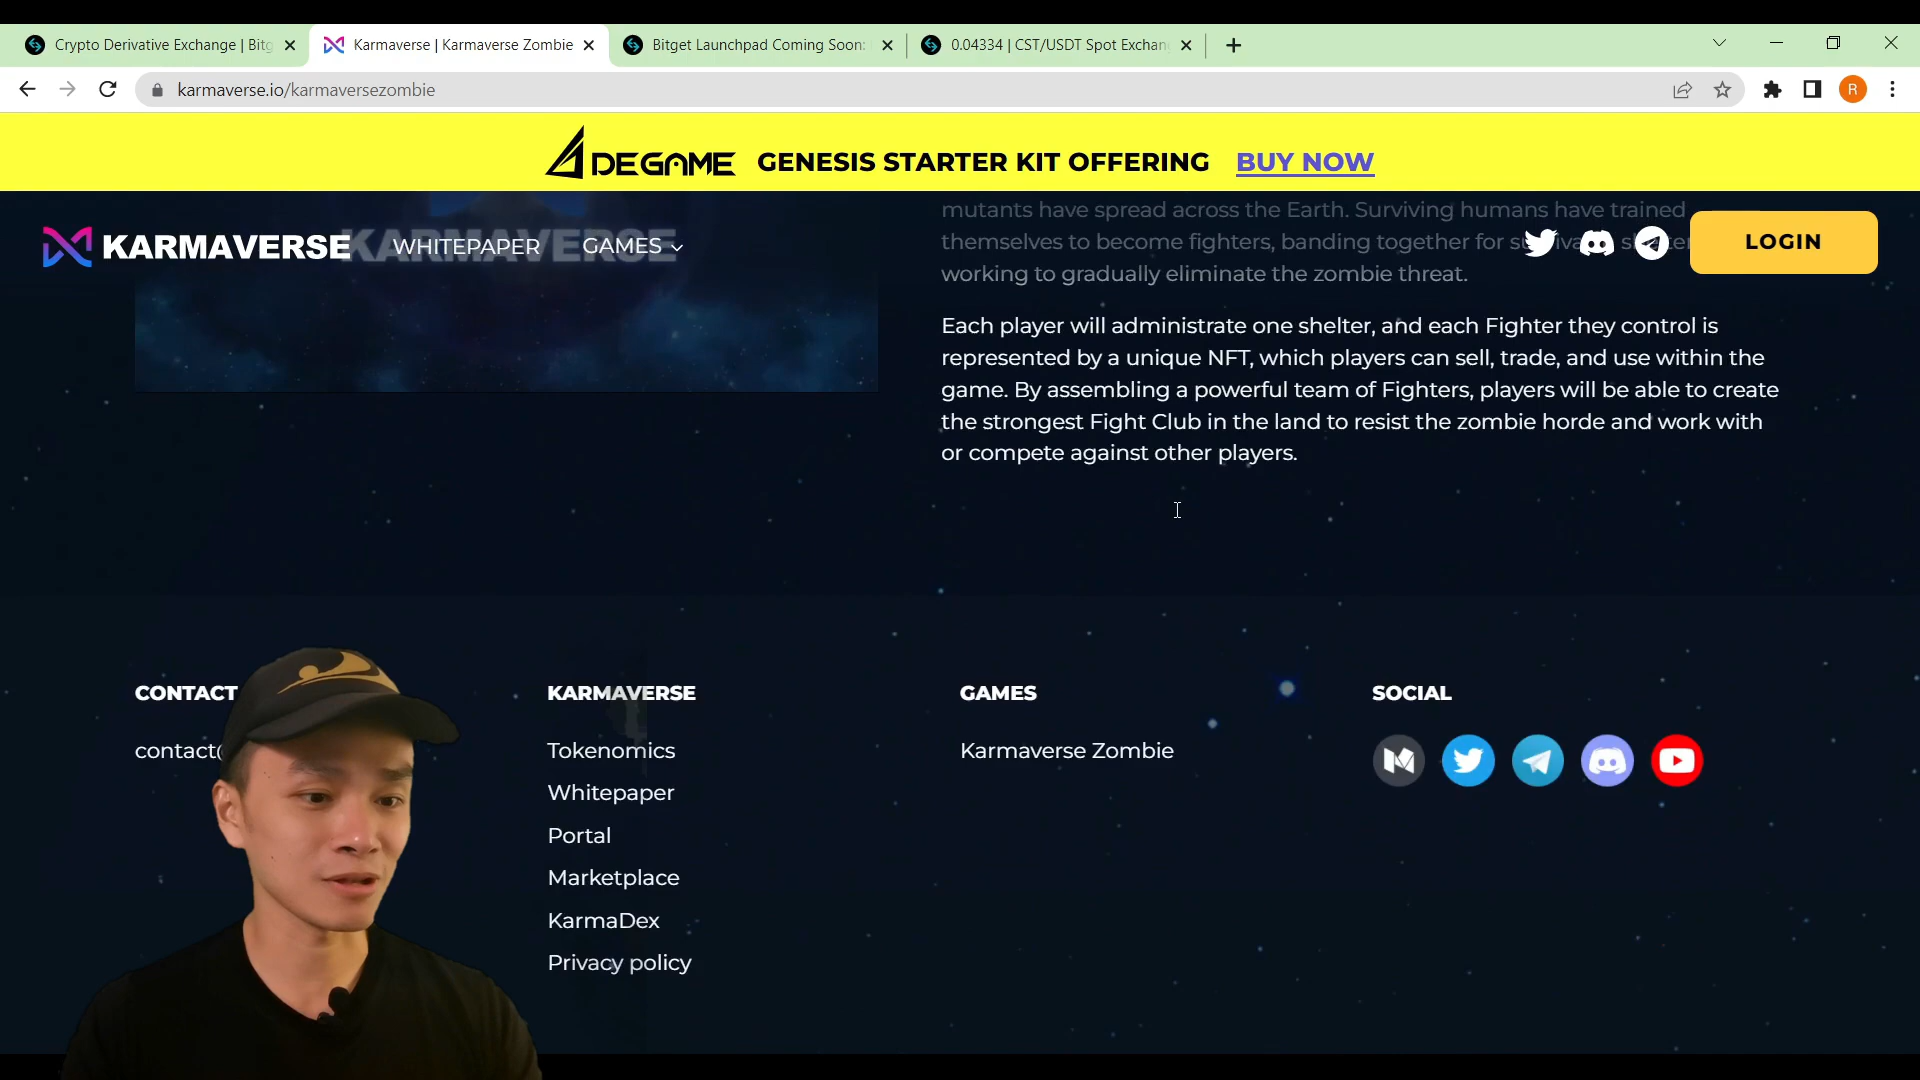 Crypto Derivative Exchange | Bitg
Karmaverse | Karmaverse Zombie
Bitget Launchpad Coming Soon:
0.04334 | CST/USDT Spot Exchan
karmaverse.io/karmaversezombie
R
DEGAME GENESIS STARTER KIT OFFERING BUY NOW
KARMAVERSE WHITEPAPER GAMES LOGIN
KARMAVERSE
mutants have spread across the Earth. Surviving humans have trained
themselves to become fighters, banding together for
working to gradually eliminate the zombie threat.
Each player will administrate one shelter, and each Fighter they control is
represented by a unique NFT, which players can sell, trade, and use within the
game. By assembling a powerful team of Fighters, players will be able to create
the strongest Fight Club in the land to resist the zombie horde and work with
or compete against other players.
CONTACT
contact@
KARMAVERSE
Tokenomics
Whitepaper
Portal
Marketplace
KarmaDex
Privacy policy
GAMES
Karmaverse Zombie
SOCIAL